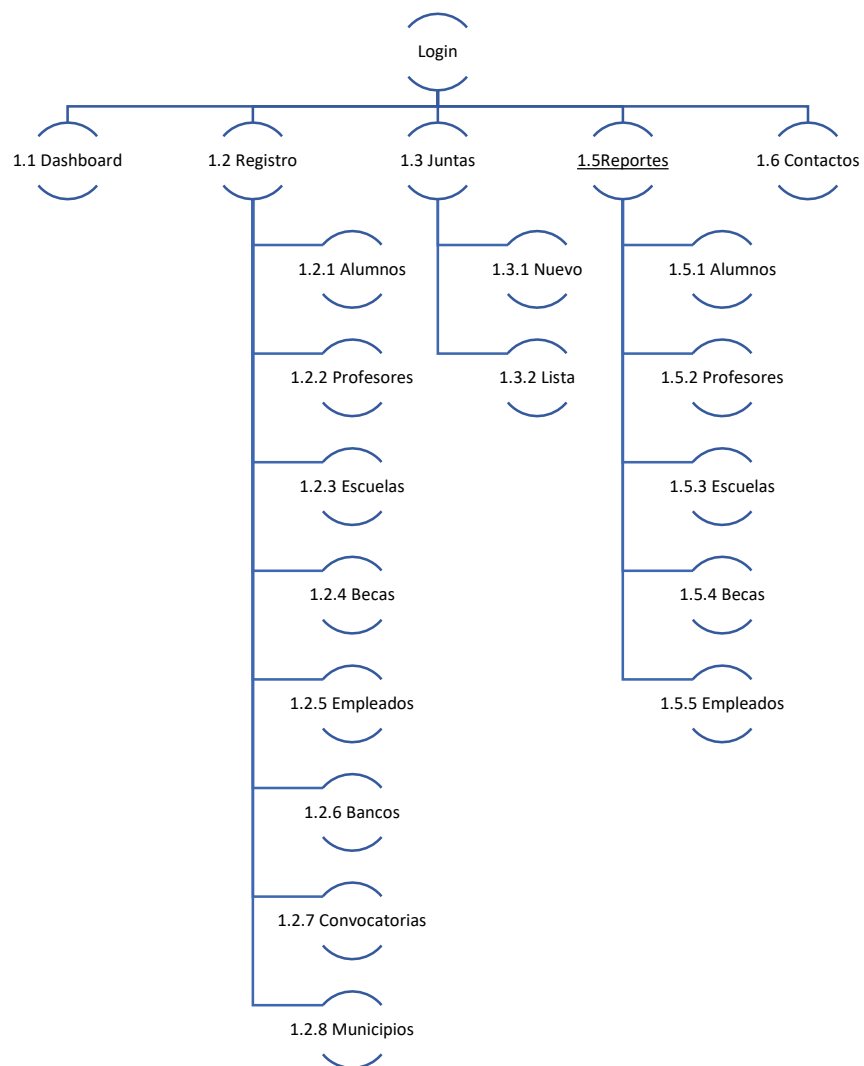 Login
1.1 Dashboard
1.2 Registro
1.3 Juntas
1.5Reportes
1.6 Contactos
1.2.1 Alumnos
1.3.1 Nuevo
1.5.1 Alumnos
1.2.2 Profesores
1.3.2 Lista
1.5.2 Profesores
1.2.3 Escuelas
1.5.3 Escuelas
1.2.4 Becas
1.5.4 Becas
1.2.5 Empleados
1.5.5 Empleados
1.2.6 Bancos
1.2.7 Convocatorias
1.2.8 Municipios